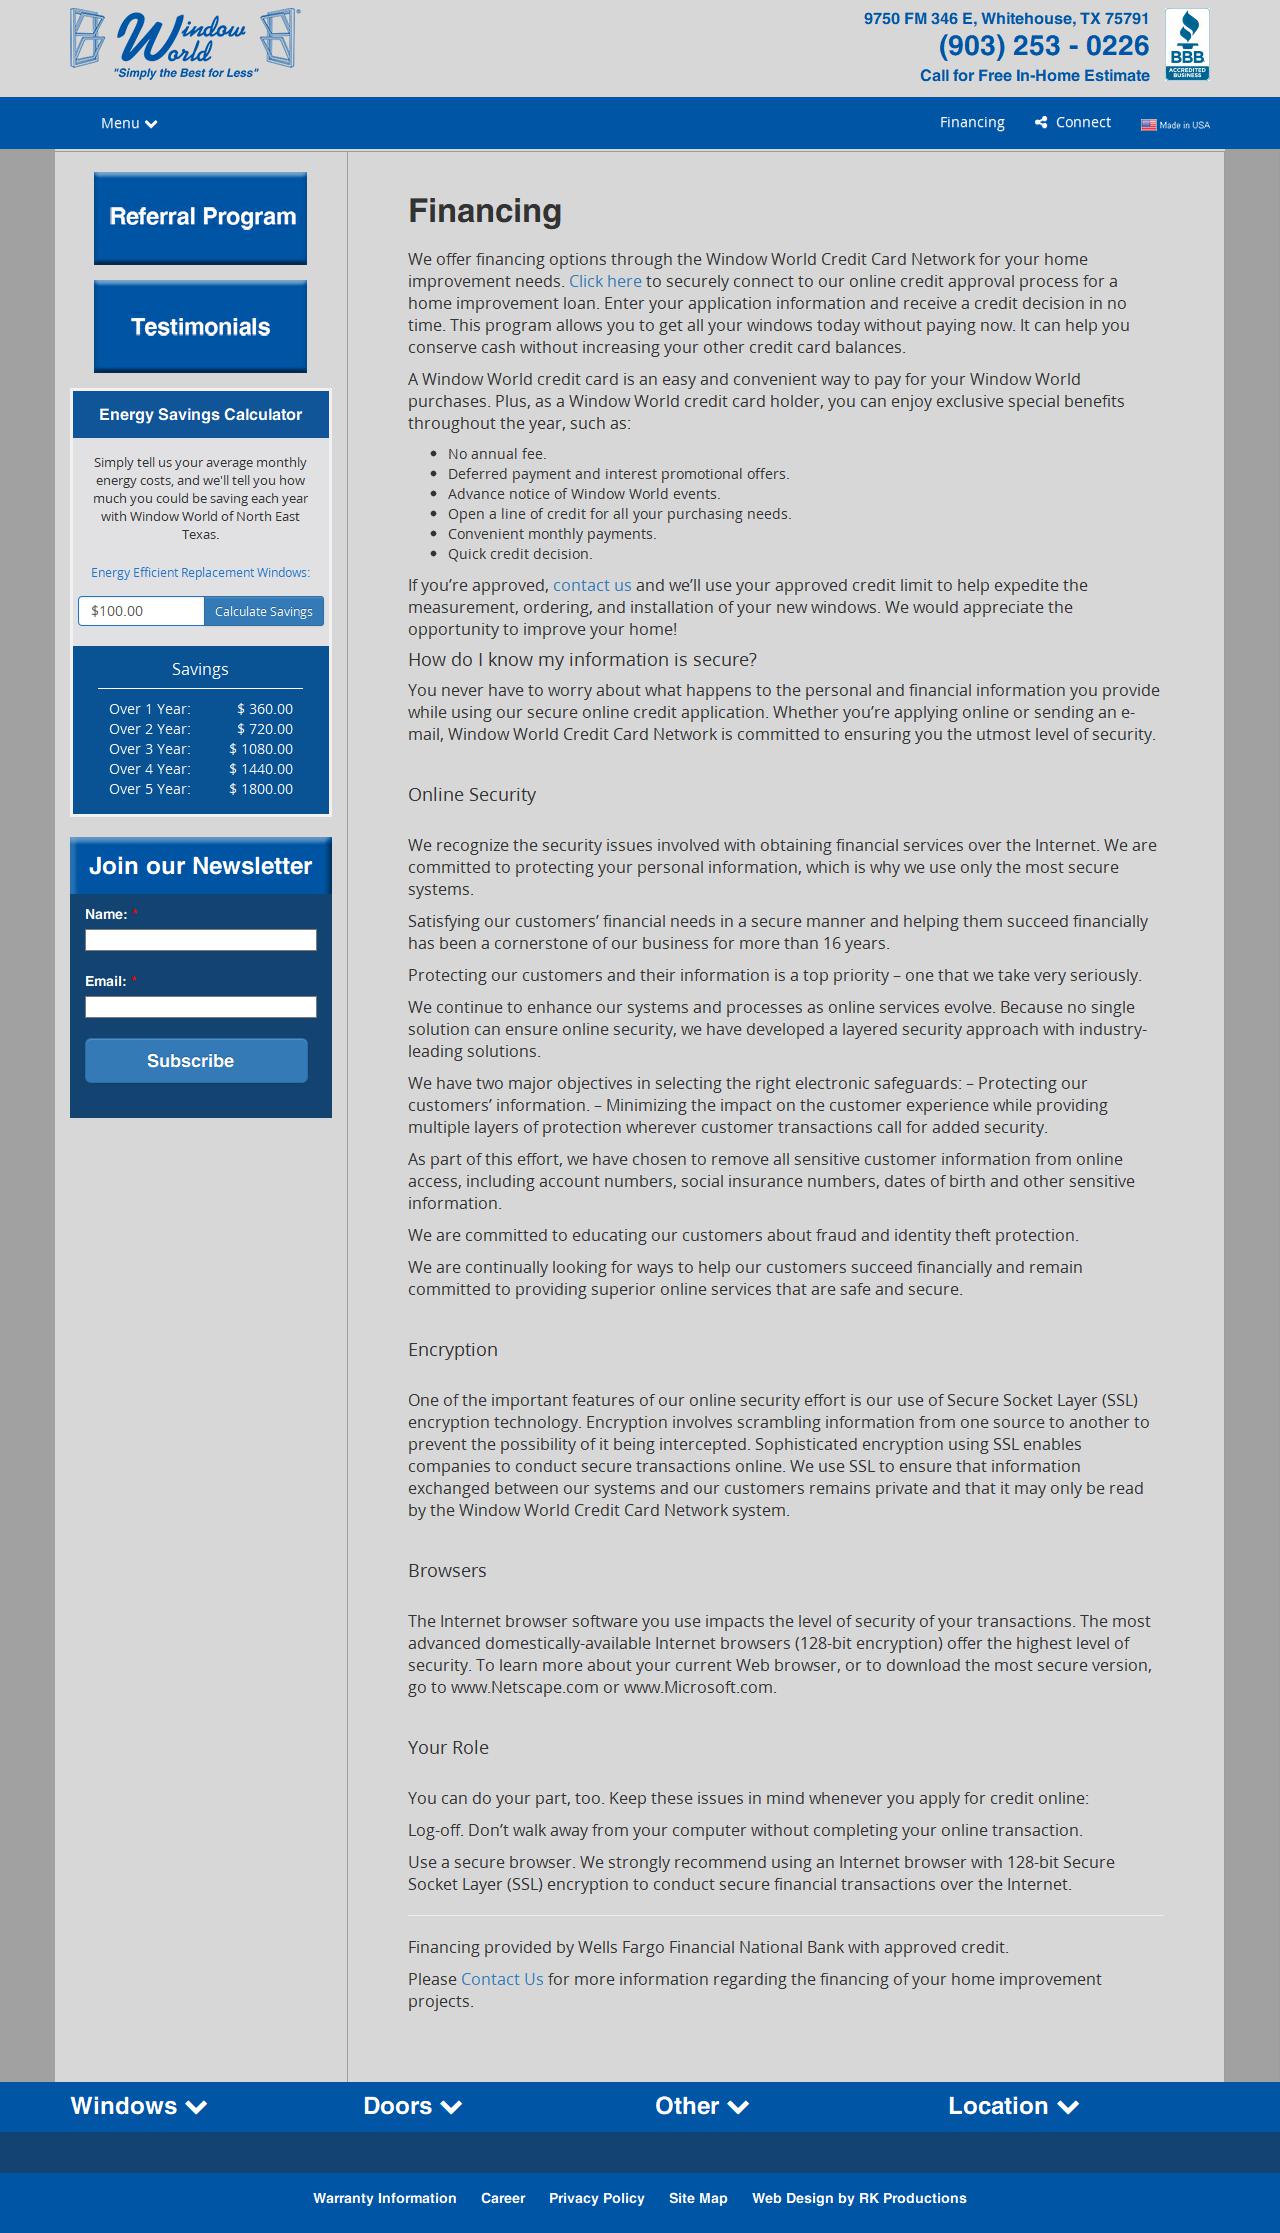 Window World
"Simply the Best for Less"
9750 FM 346 E, Whitehouse, TX 75791
(903) 253 - 0226
Call for Free In-Home Estimate
BBB
ACCREDITED
BUSINESS
Menu
Financing
Connect
Made in USA
Referral Program
Testimonials
Energy Savings Calculator
Simply tell us your average monthly
energy costs, and we'll tell you how
much you could be saving each year
with Window World of North East
Texas.
Energy Efficient Replacement Windows:
$100.00 Calculate Savings
Savings
Over 1 Year: $ 360.00
Over 2 Year: $ 720.00
Over 3 Year: $ 1080.00
Over 4 Year: $ 1440.00
Over 5 Year: $ 1800.00
Join our Newsletter
Name: *
Email: *
Subscribe
Financing
We offer financing options through the Window World Credit Card Network for your home
improvement needs. Click here to securely connect to our online credit approval process for a
home improvement loan. Enter your application information and receive a credit decision in no
time. This program allows you to get all your windows today without paying now. It can help you
conserve cash without increasing your other credit card balances.
A Window World credit card is an easy and convenient way to pay for your Window World
purchases. Plus, as a Window World credit card holder, you can enjoy exclusive special benefits
throughout the year, such as:
• No annual fee.
• Deferred payment and interest promotional offers.
• Advance notice of Window World events.
• Open a line of credit for all your purchasing needs.
• Convenient monthly payments.
• Quick credit decision.
If you’re approved, contact us and we’ll use your approved credit limit to help expedite the
measurement, ordering, and installation of your new windows. We would appreciate the
opportunity to improve your home!
How do I know my information is secure?
You never have to worry about what happens to the personal and financial information you provide
while using our secure online credit application. Whether you’re applying online or sending an e-
mail, Window World Credit Card Network is committed to ensuring you the utmost level of security.
Online Security
We recognize the security issues involved with obtaining financial services over the Internet. We are
committed to protecting your personal information, which is why we use only the most secure
systems.
Satisfying our customers’ financial needs in a secure manner and helping them succeed financially
has been a cornerstone of our business for more than 16 years.
Protecting our customers and their information is a top priority – one that we take very seriously.
We continue to enhance our systems and processes as online services evolve. Because no single
solution can ensure online security, we have developed a layered security approach with industry-
leading solutions.
We have two major objectives in selecting the right electronic safeguards: – Protecting our
customers’ information. – Minimizing the impact on the customer experience while providing
multiple layers of protection wherever customer transactions call for added security.
As part of this effort, we have chosen to remove all sensitive customer information from online
access, including account numbers, social insurance numbers, dates of birth and other sensitive
information.
We are committed to educating our customers about fraud and identity theft protection.
We are continually looking for ways to help our customers succeed financially and remain
committed to providing superior online services that are safe and secure.
Encryption
One of the important features of our online security effort is our use of Secure Socket Layer (SSL)
encryption technology. Encryption involves scrambling information from one source to another to
prevent the possibility of it being intercepted. Sophisticated encryption using SSL enables
companies to conduct secure transactions online. We use SSL to ensure that information
exchanged between our systems and our customers remains private and that it may only be read
by the Window World Credit Card Network system.
Browsers
The Internet browser software you use impacts the level of security of your transactions. The most
advanced domestically-available Internet browsers (128-bit encryption) offer the highest level of
security. To learn more about your current Web browser, or to download the most secure version,
go to www.Netscape.com or www.Microsoft.com.
Your Role
You can do your part, too. Keep these issues in mind whenever you apply for credit online:
Log-off. Don’t walk away from your computer without completing your online transaction.
Use a secure browser. We strongly recommend using an Internet browser with 128-bit Secure
Socket Layer (SSL) encryption to conduct secure financial transactions over the Internet.
Financing provided by Wells Fargo Financial National Bank with approved credit.
Please Contact Us for more information regarding the financing of your home improvement
projects.
Windows Doors Other Location
Warranty Information Career Privacy Policy Site Map Web Design by RK Productions